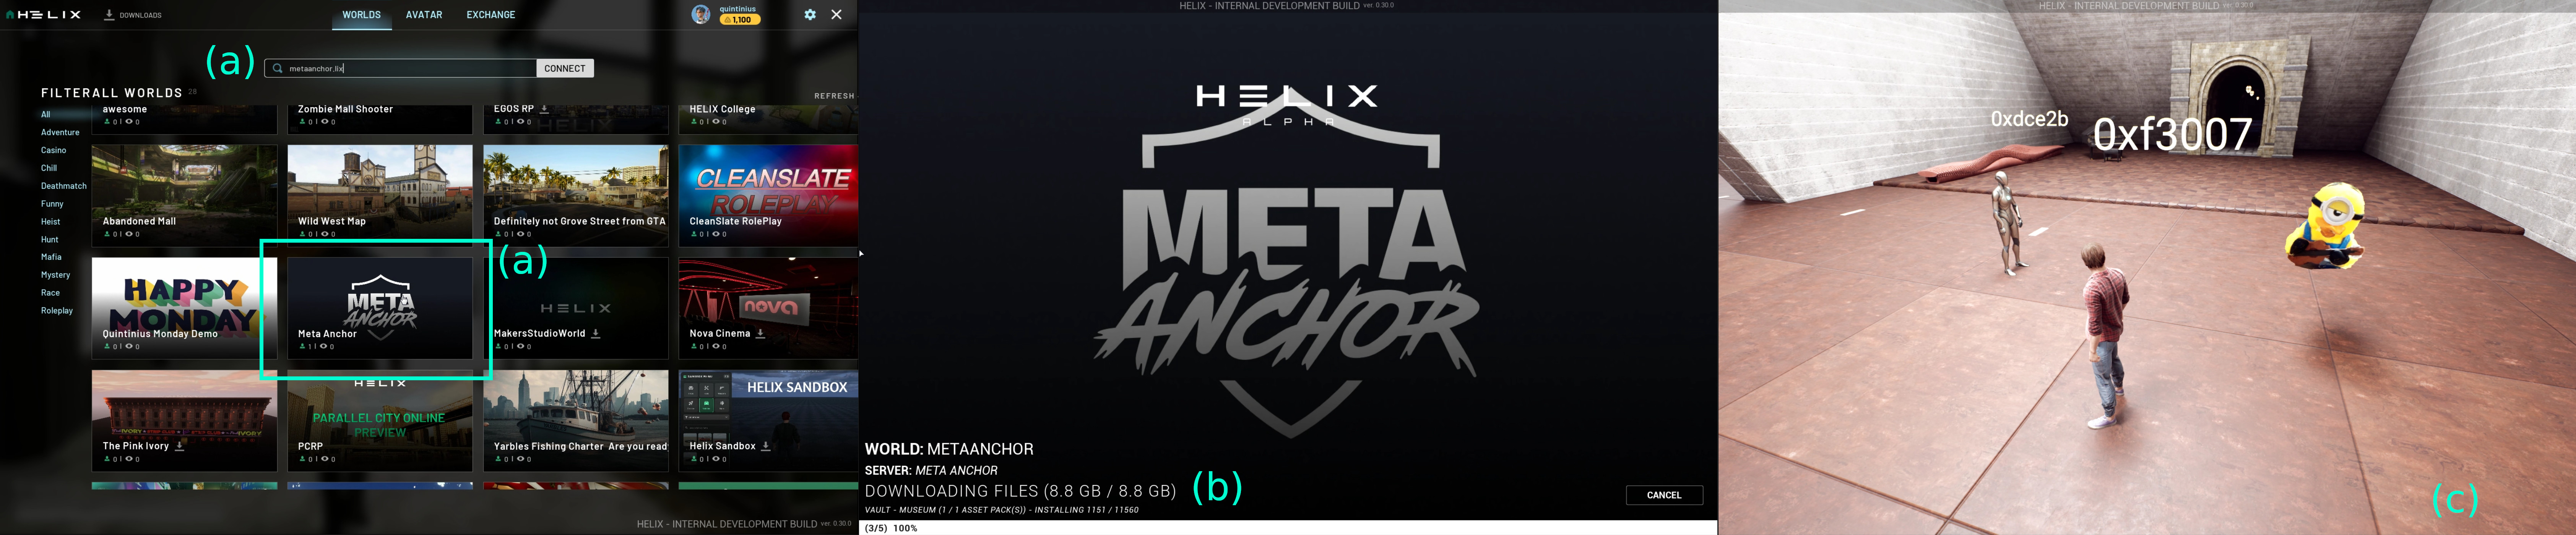 HELIX
DOWNLOADS
WORLDS
AVATAR
EXCHANGE
quintinius
1,100
(a)
metaanchor.lix
CONNECT
FILTER
ALL WORLDS 28
REFRESH
All
Adventure
Casino
Chill
Deathmatch
Funny
Heist
Hunt
Mafia
Mystery
Race
Roleplay
awesome
0 | 0
Zombie Mall Shooter
0 | 0
EGOS RP
0 | 0
HELIX College
0 | 0
Abandoned Mall
0 | 0
Wild West Map
0 | 0
Definitely not Grove Street from GTA
0 | 0
CLEANSLATE
ROLEPLAY
CleanSlate RolePlay
0 | 0
HAPPY
MONDAY
Quintinius Monday Demo
0 | 0
META
ANCHOR
Meta Anchor
1 | 0
(a)
HELIX
MakersStudioWorld
0 | 0
nova
Nova Cinema
0 | 0
The Pink Ivory
0 | 0
HELIX
PARALLEL CITY ONLINE
PREVIEW
PCRP
0 | 0
Yarbles Fishing Charter Are you read
0 | 0
HELIX SANDBOX
Helix Sandbox
0 | 0
HELIX - INTERNAL DEVELOPMENT BUILD ver. 0.30.0
HELIX - INTERNAL DEVELOPMENT BUILD ver. 0.30.0
HELIX
ALPHA
META
ANCHOR
WORLD: METAANCHOR
SERVER: META ANCHOR
DOWNLOADING FILES (8.8 GB / 8.8 GB)
(b)
VAULT - MUSEUM (1 / 1 ASSET PACK(S)) - INSTALLING 1151 / 11560
CANCEL
(3/5) 100%
HELIX - INTERNAL DEVELOPMENT BUILD ver. 0.30.0
0xdce2b
0xf3007
(c)